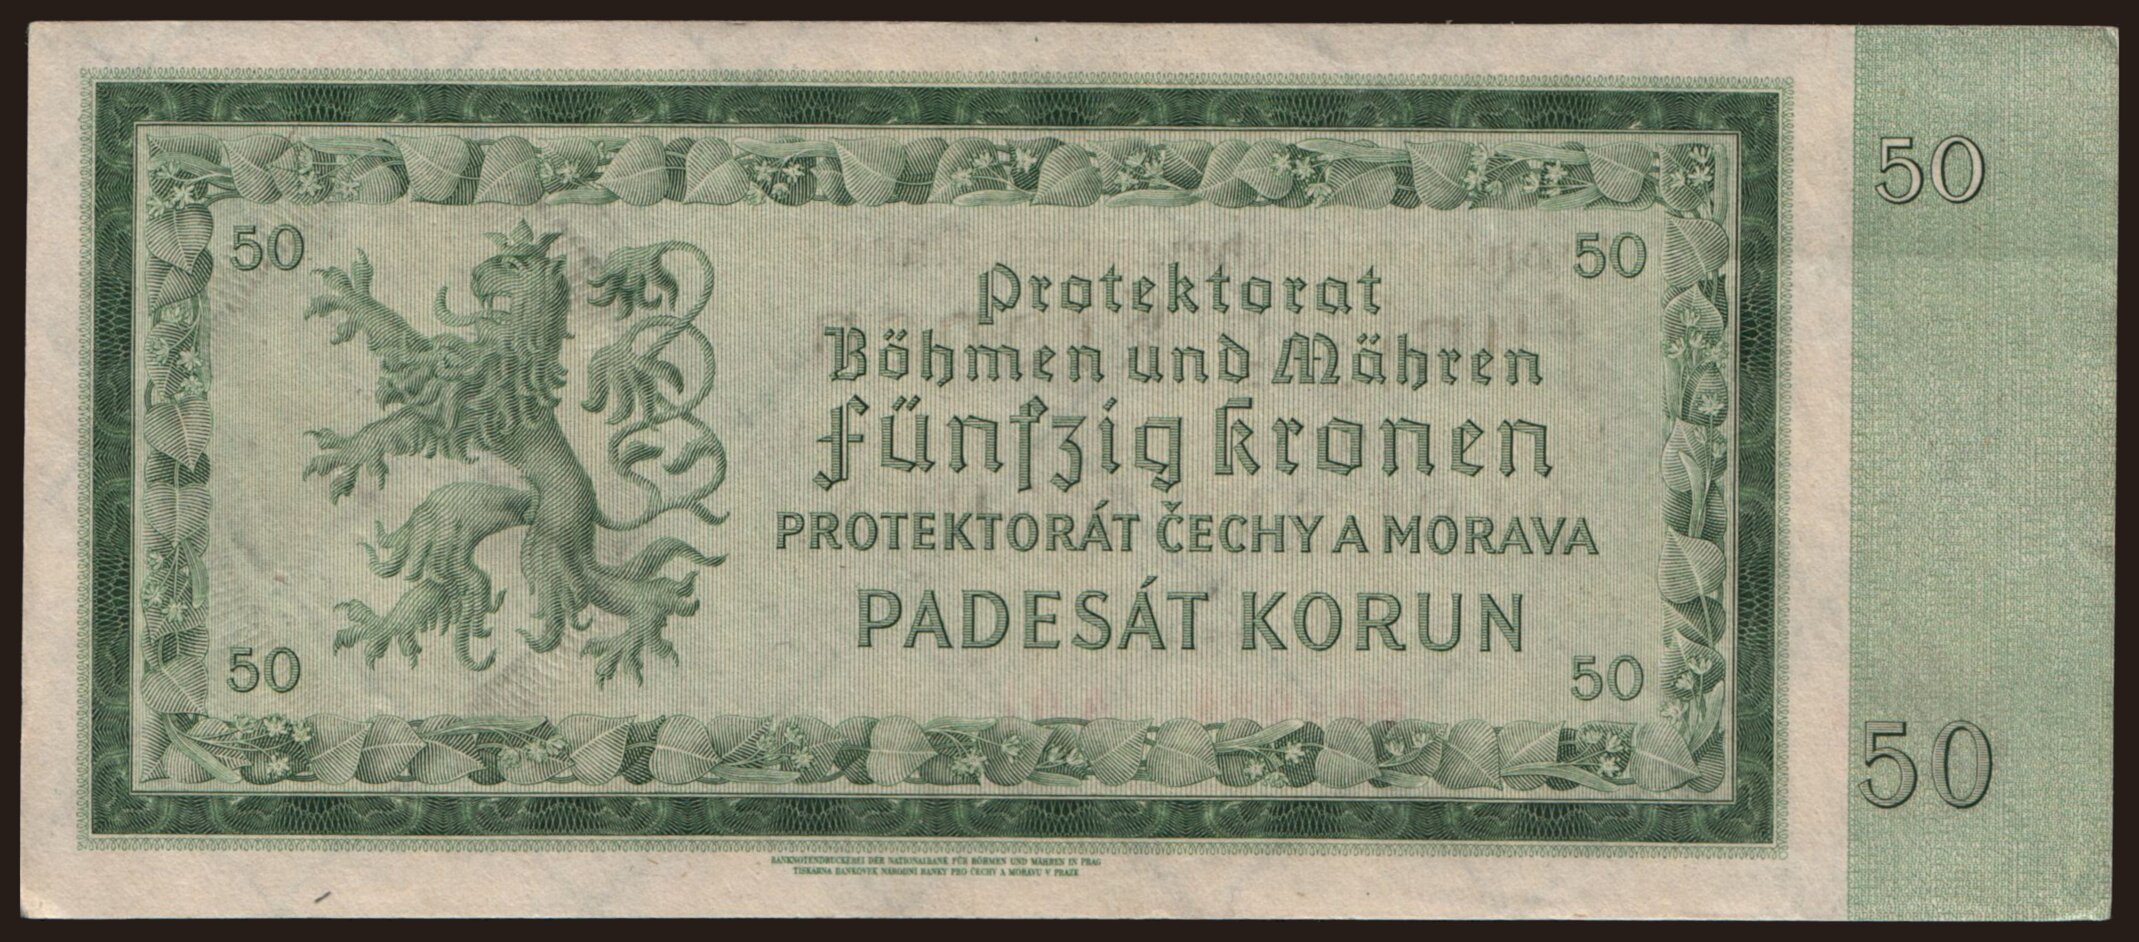 50
50
50
Protektorat
Böhmen und Mähren
Fünfzig Kronen
PROTEKTORÁT ČECHY A MORAVA
PADESÁT KORUN
50
50
50
BANKNOTENDRUCKEREI DER NATIONALBANK FÜR BÖHMEN UND MÄHREN IN PRAG
TISKÁRNA BANKOVEK NÁRODNÍ BANKY PRO ČECHY A MORAVU V PRAZE